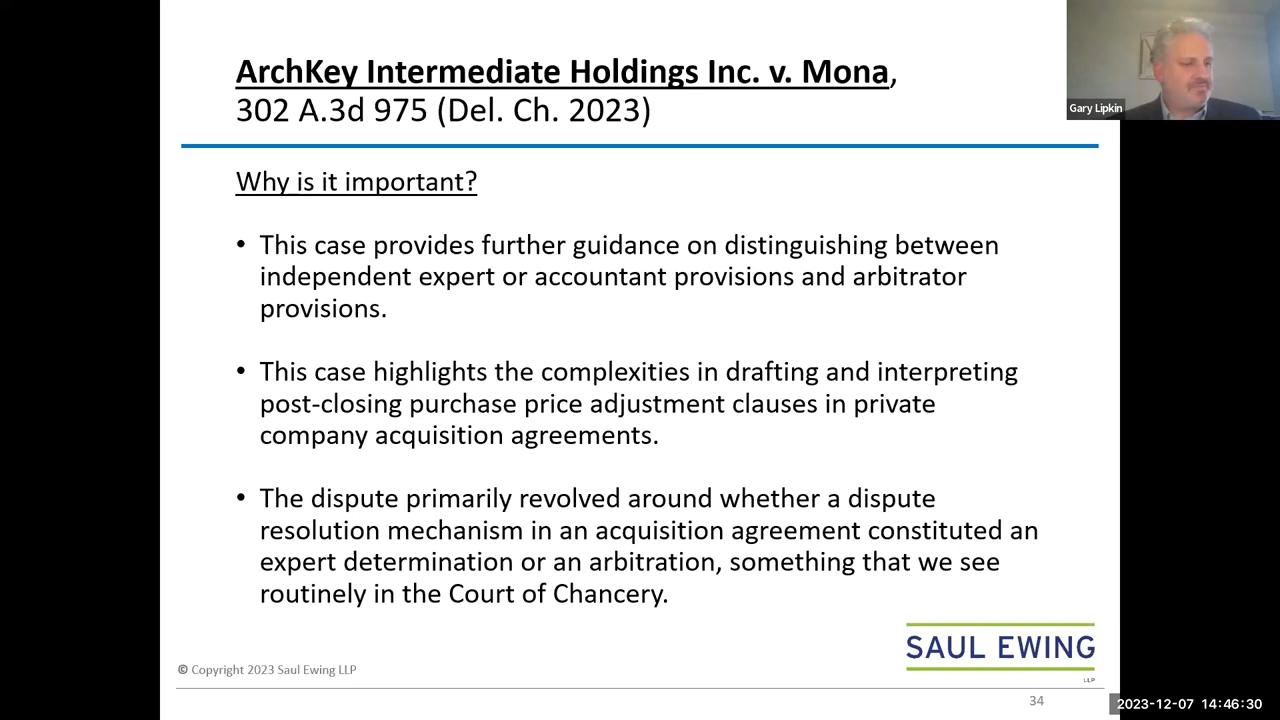 ArchKey Intermediate Holdings Inc. v. Mona,
302 A.3d 975 (Del. Ch. 2023)
Gary Lipkin
Why is it important?
• This case provides further guidance on distinguishing between
independent expert or accountant provisions and arbitrator
provisions.
• This case highlights the complexities in drafting and interpreting
post-closing purchase price adjustment clauses in private
company acquisition agreements.
• The dispute primarily revolved around whether a dispute
resolution mechanism in an acquisition agreement constituted an
expert determination or an arbitration, something that we see
routinely in the Court of Chancery.
SAUL EWING
LLP
© Copyright 2023 Saul Ewing LLP
34
2023-12-07 14:46:30